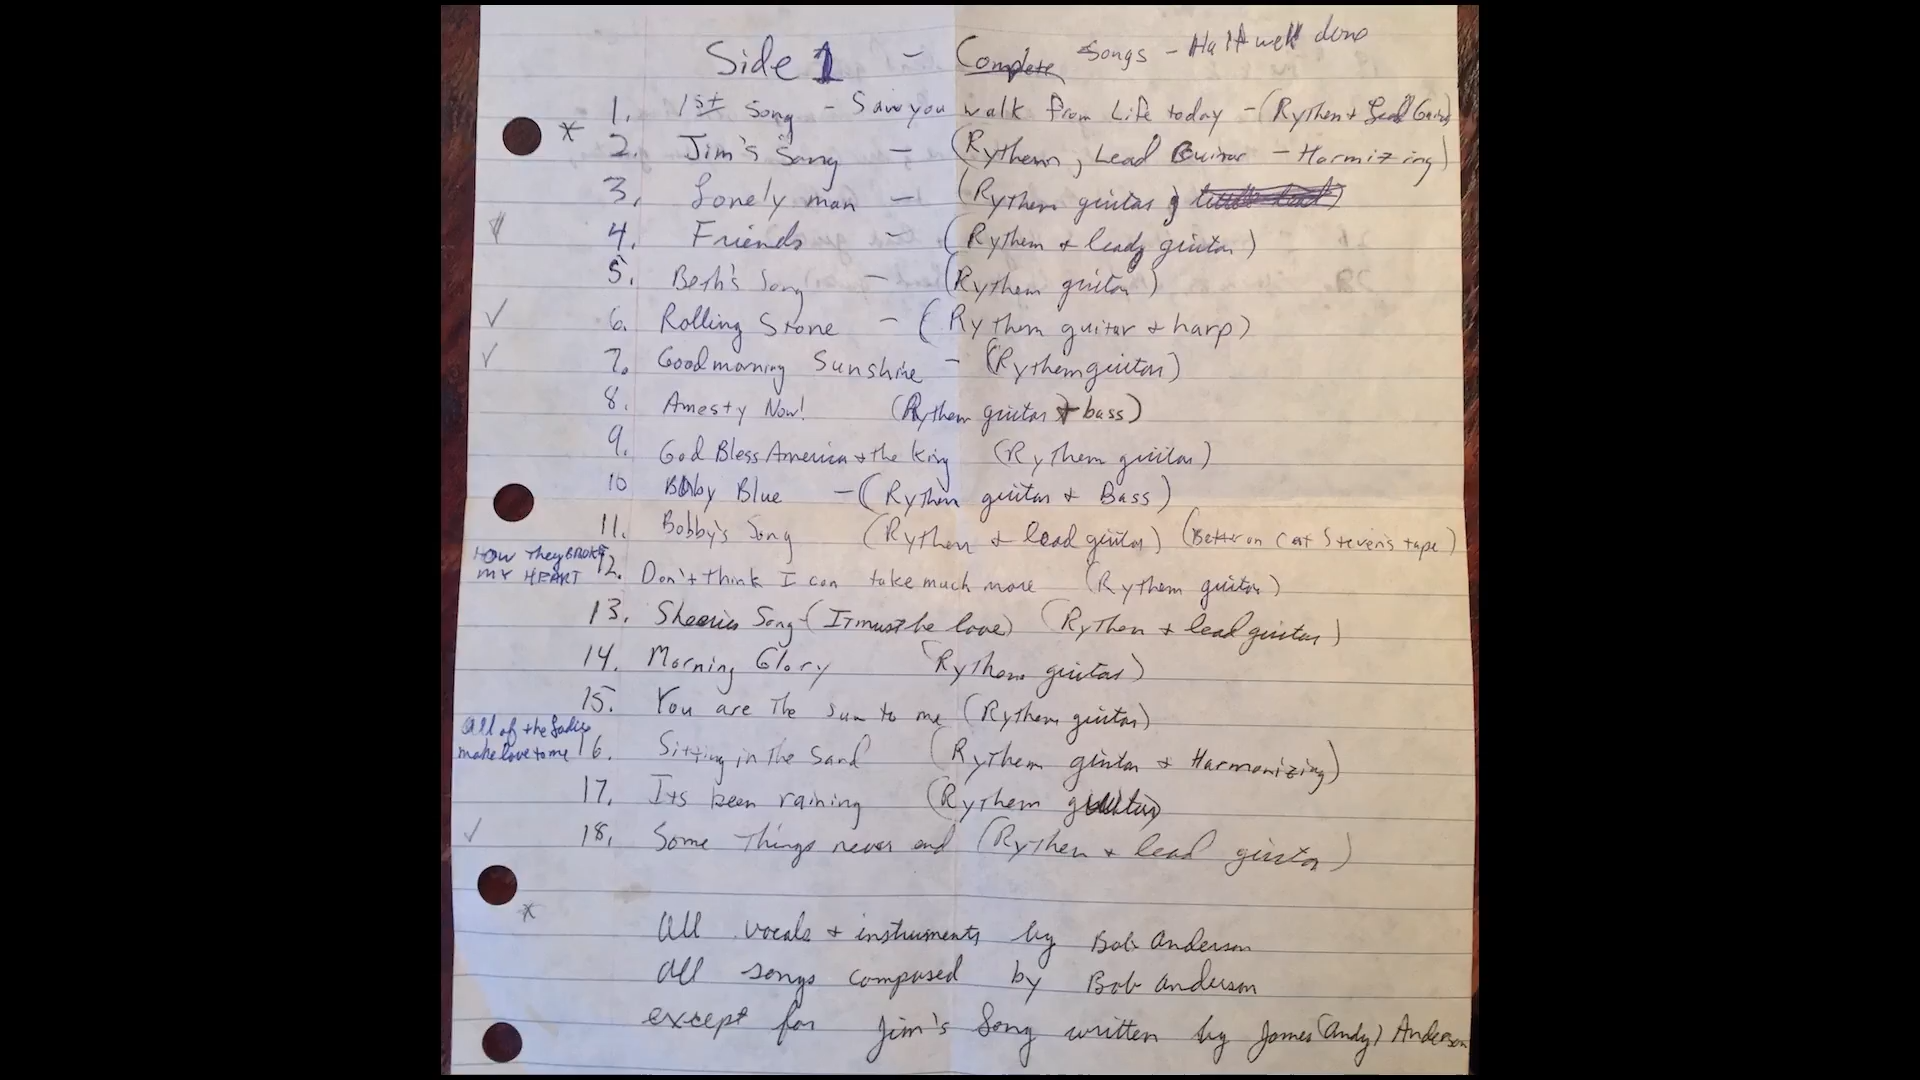 Side 1 - Complete Songs - Half well done
1. 1st Song - Saw you walk from Life today - (Rythem + Lead Guitar)
* 2. Jim's Song - (Rythem, Lead Guitar - Harmizing)
3. Lonely man - (Rythem guitar)
4. Friends - (Rythem + lead guitar)
5. Beth's Song - (Rythem guitar)
✓ 6. Rolling Stone - (Rythem guitar + harp)
✓ 7. Goodmorning Sunshine - (Rythem guitar)
8. Amesty Now! (Rythem guitar + bass)
9. God Bless America + the King (Rythem guitar)
10 Baby Blue - (Rythem guitar + Bass)
11. Bobby's Song (Rythem + lead guitar) (Better on Cat Steven's tape)
How They BROKE
MY HEART
12. Don't think I can take much more (Rythem guitar)
13. Song - (It must be love) (Rythem + lead guitar)
14. Morning Glory (Rythem guitar)
15. You are The sun to me (Rythem guitar)
All of the Ladies
make love to me
16. Sitting in The Sand (Rythem guitar + Harmonizing)
17. Its been raining (Rythem guitar)
✓ 18. Some Things never end (Rythem + lead guitar)
*
All vocals + instruments by Bob Anderson
All songs composed by Bob Anderson
except for Jim's Song written by James (Andy) Anderson